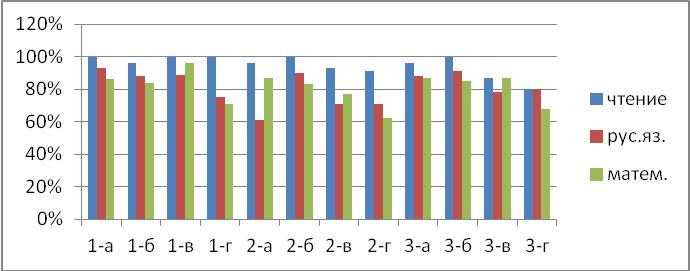 120%
100%
80%
60%
40%
20%
0%
1-а 1-б 1-в 1-г 2-а 2-б 2-в 2-г 3-а 3-б 3-в 3-г
чтение
рус.яз.
матем.